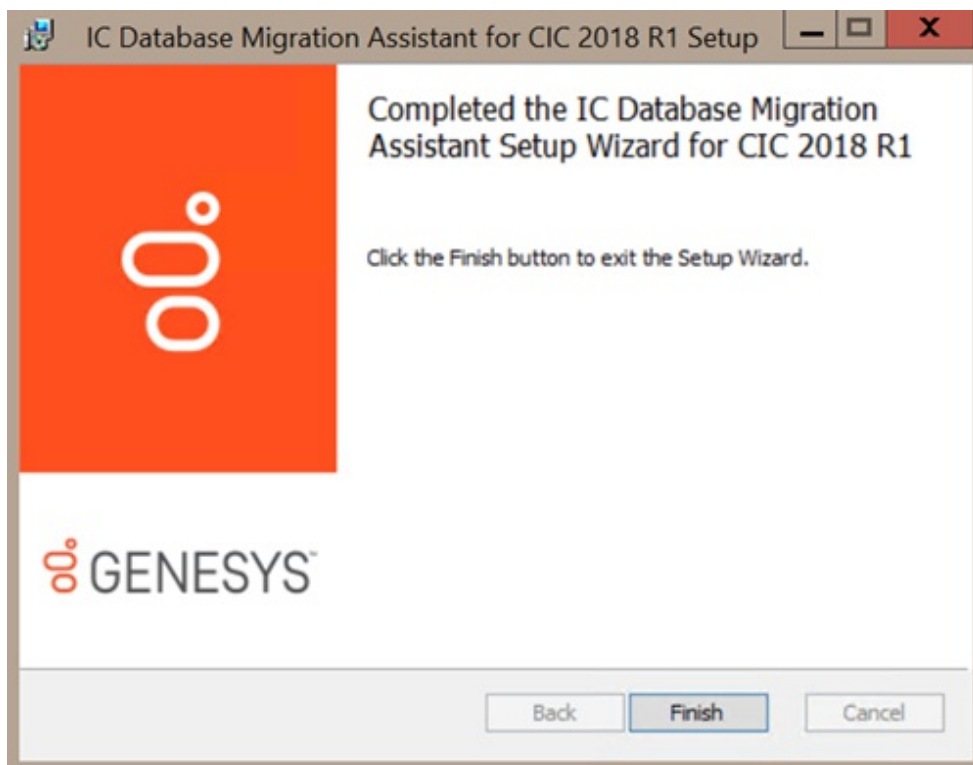 IC Database Migration Assistant for CIC 2018 R1 Setup
Completed the IC Database Migration
Assistant Setup Wizard for CIC 2018 R1
Click the Finish button to exit the Setup Wizard.
GENESYS™
Back Finish Cancel